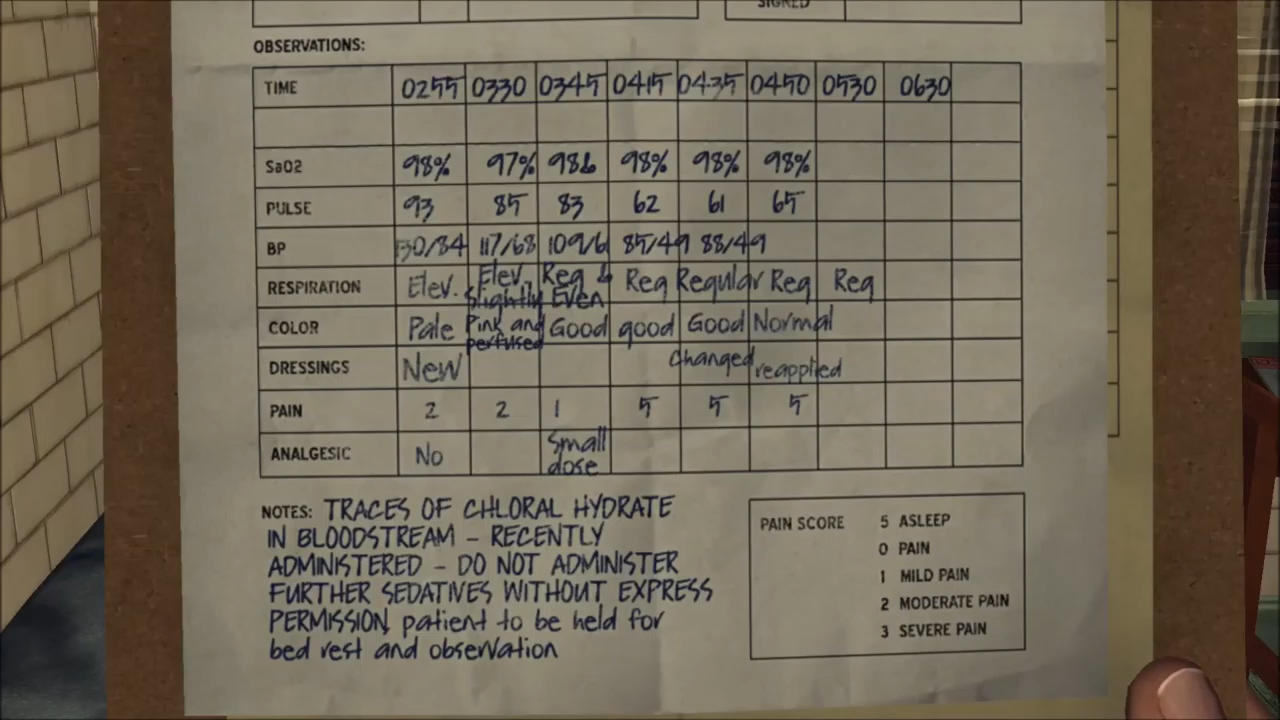 SIGNED
OBSERVATIONS:
TIME 0255 0330 0345 0415 0435 0450 0530 0630
SaO2 98% 97% 98% 98% 98% 98%
PULSE 93 85 83 62 61 65
BP 130/84 117/68 109/6 85/49 88/49
RESPIRATION Elev. Elev. Slightly Reg & Even Reg Regular Reg Reg
COLOR Pale Pink and perfused Good good Good Normal
DRESSINGS New Changed reapplied
PAIN 2 2 1 5 5 5
ANALGESIC No Small dose
NOTES: TRACES OF CHLORAL HYDRATE
IN BLOODSTREAM – RECENTLY
ADMINISTERED – DO NOT ADMINISTER
FURTHER SEDATIVES WITHOUT EXPRESS
PERMISSION, patient to be held for
bed rest and observation
PAIN SCORE 5 ASLEEP
0 PAIN
1 MILD PAIN
2 MODERATE PAIN
3 SEVERE PAIN